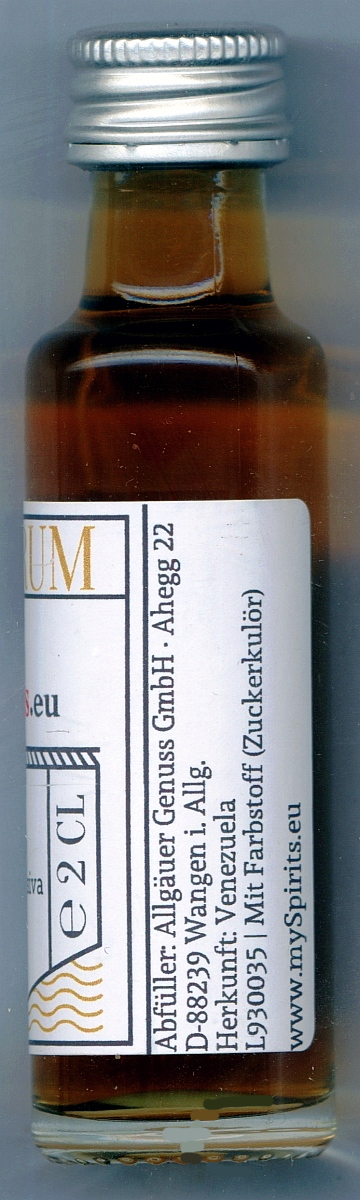 RUM
s.eu
iva
e 2 CL
Abfüller: Allgäuer Genuss GmbH · Ahegg 22
D-88239 Wangen i. Allg.
Herkunft: Venezuela
L930035 | Mit Farbstoff (Zuckerkulör)
www.mySpirits.eu